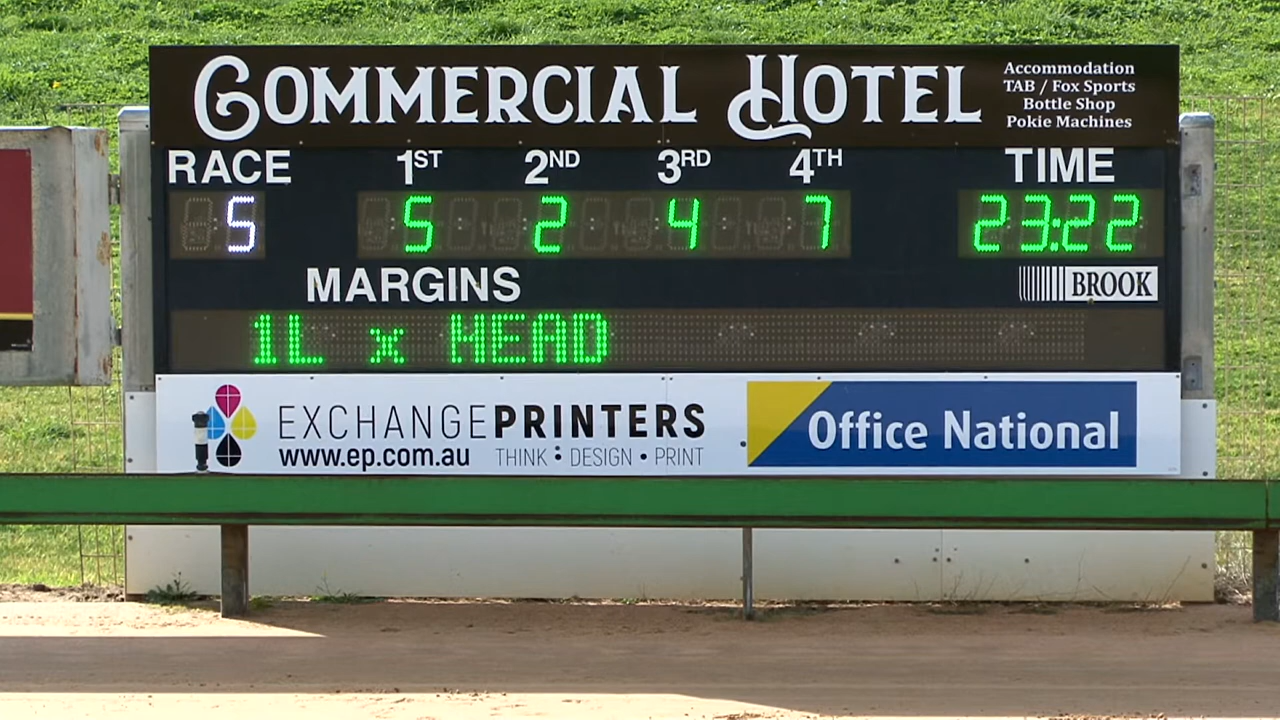 COMMERCIAL HOTEL
Accommodation
TAB / Fox Sports
Bottle Shop
Pokie Machines
RACE 1ST 2ND 3RD 4TH TIME
5 5 2 4 7 23:22
MARGINS
BROOK
1L x HEAD
EXCHANGEPRINTERS
www.ep.com.au THINK • DESIGN • PRINT
Office National